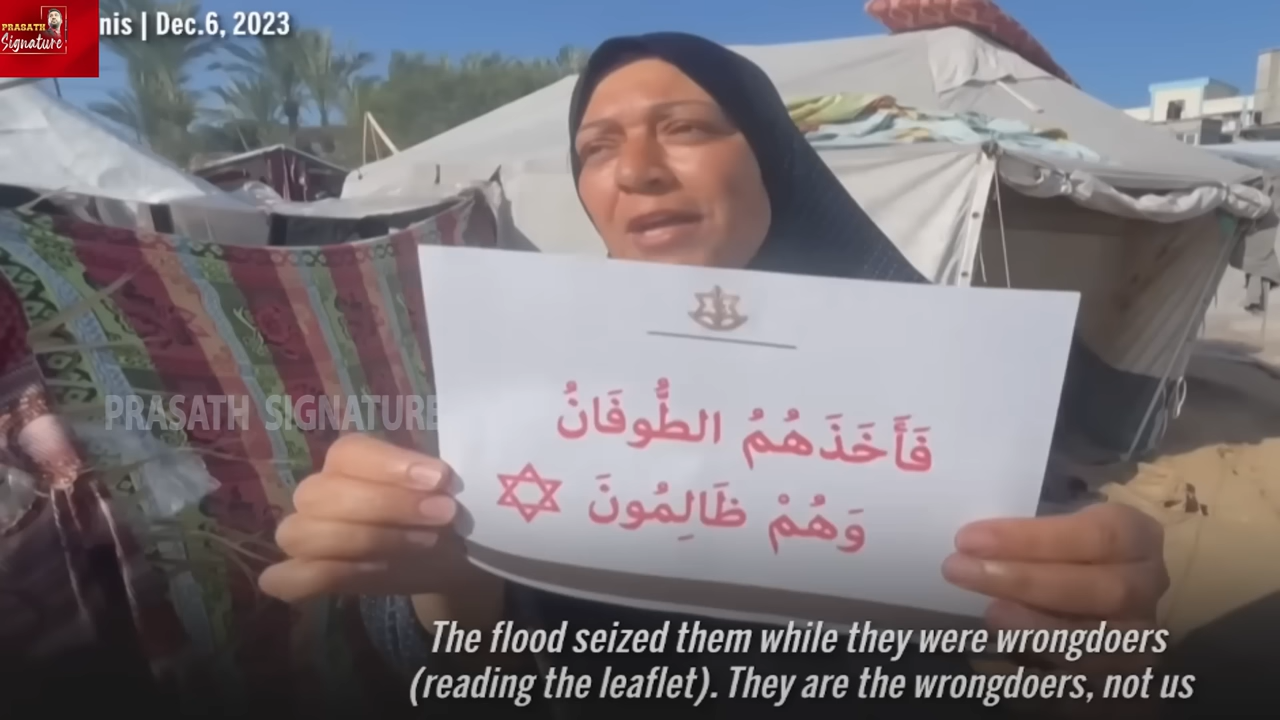 PRASATH
Signature
nis | Dec.6, 2023
فَأَخَذَهُمُ الطُّوفَانُ
وَهُمْ ظَالِمُونَ
PRASATH SIGNATURE
The flood seized them while they were wrongdoers
(reading the leaflet). They are the wrongdoers, not us